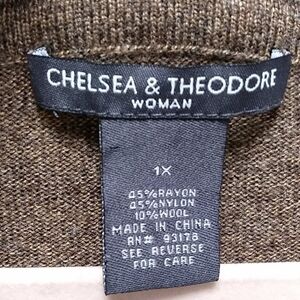 CHELSEA & THEODORE
WOMAN
1X
45%RAYON
45%NYLON
10%WOOL
MADE IN CHINA
RN# 93178
SEE REVERSE
FOR CARE